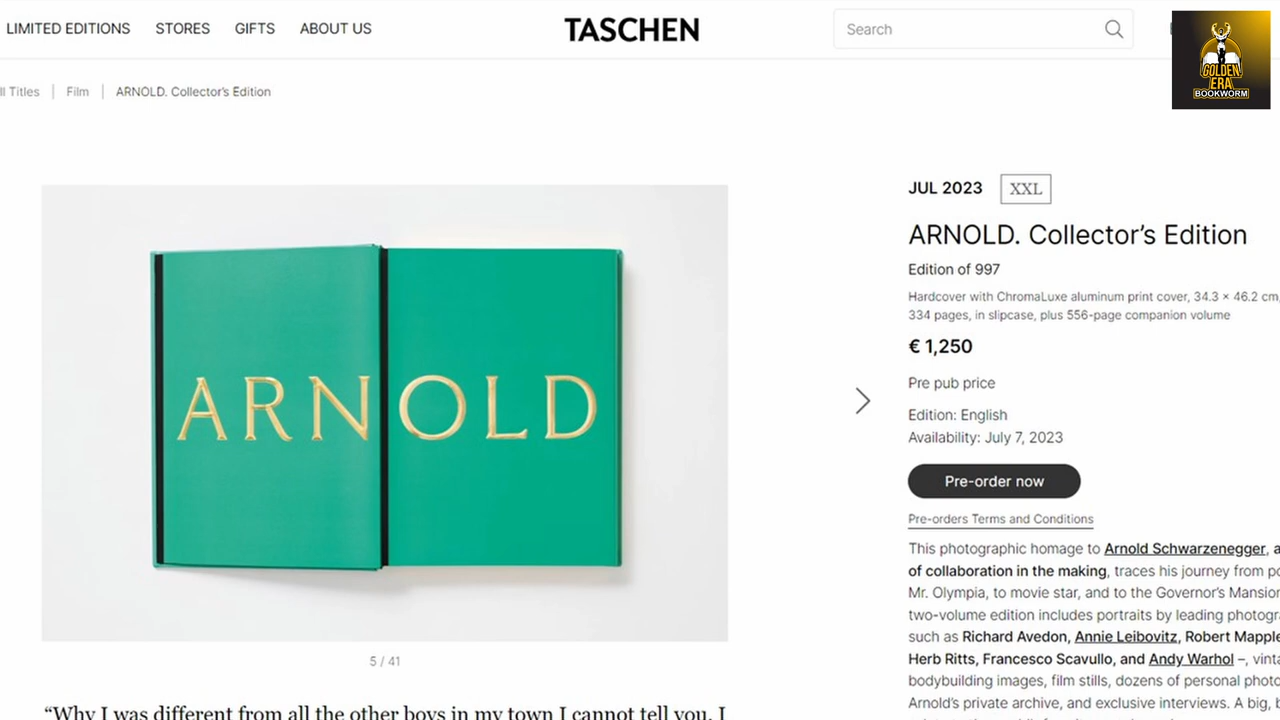 LIMITED EDITIONS STORES GIFTS ABOUT US TASCHEN Search
GOLDEN
ERA
BOOKWORM
Titles | Film | ARNOLD. Collector's Edition
JUL 2023 XXL
ARNOLD. Collector's Edition
Edition of 997
Hardcover with ChromaLuxe aluminum print cover, 34.3 × 46.2 cm,
334 pages, in slipcase, plus 556-page companion volume
€ 1,250
Pre pub price
Edition: English
Availability: July 7, 2023
Pre-order now
Pre-orders Terms and Conditions
This photographic homage to Arnold Schwarzenegger, a
of collaboration in the making, traces his journey from po
Mr. Olympia, to movie star, and to the Governor's Mansion
two-volume edition includes portraits by leading photogra
such as Richard Avedon, Annie Leibovitz, Robert Mapple
Herb Ritts, Francesco Scavullo, and Andy Warhol –, vinta
bodybuilding images, film stills, dozens of personal photo
Arnold's private archive, and exclusive interviews. A big, b
ARNOLD
5 / 41
“Why I was different from all the other boys in my town I cannot tell you. I